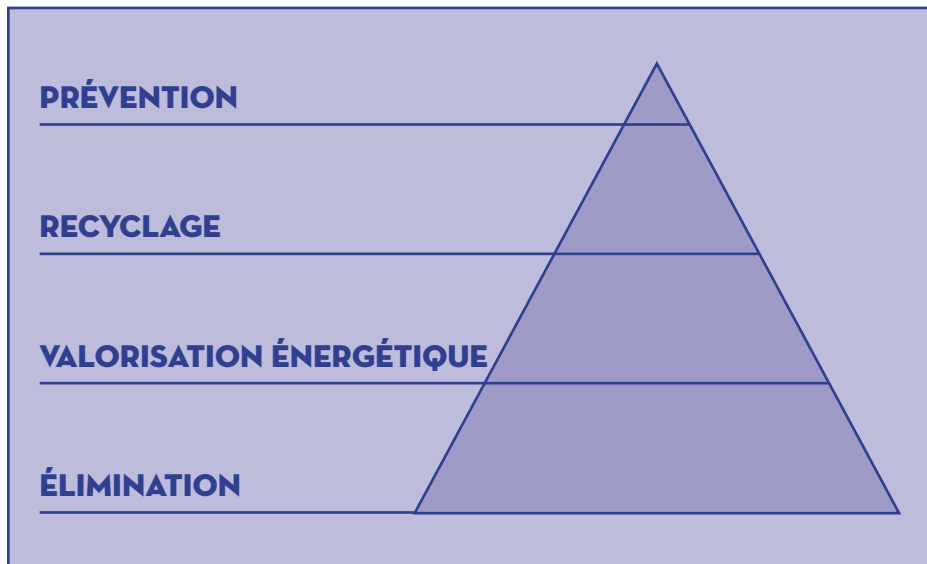 PRÉVENTION
RECYCLAGE
VALORISATION ÉNERGÉTIQUE
ÉLIMINATION